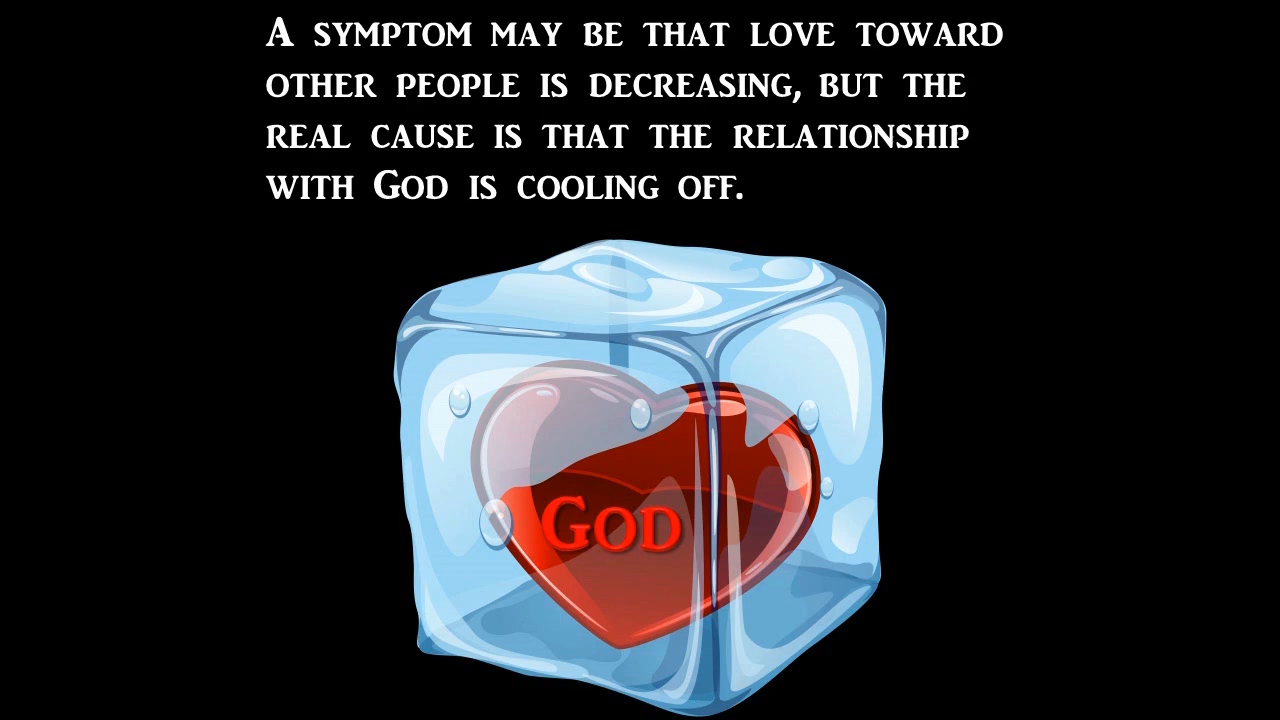 A symptom may be that love toward
other people is decreasing, but the
real cause is that the relationship
with God is cooling off.
God